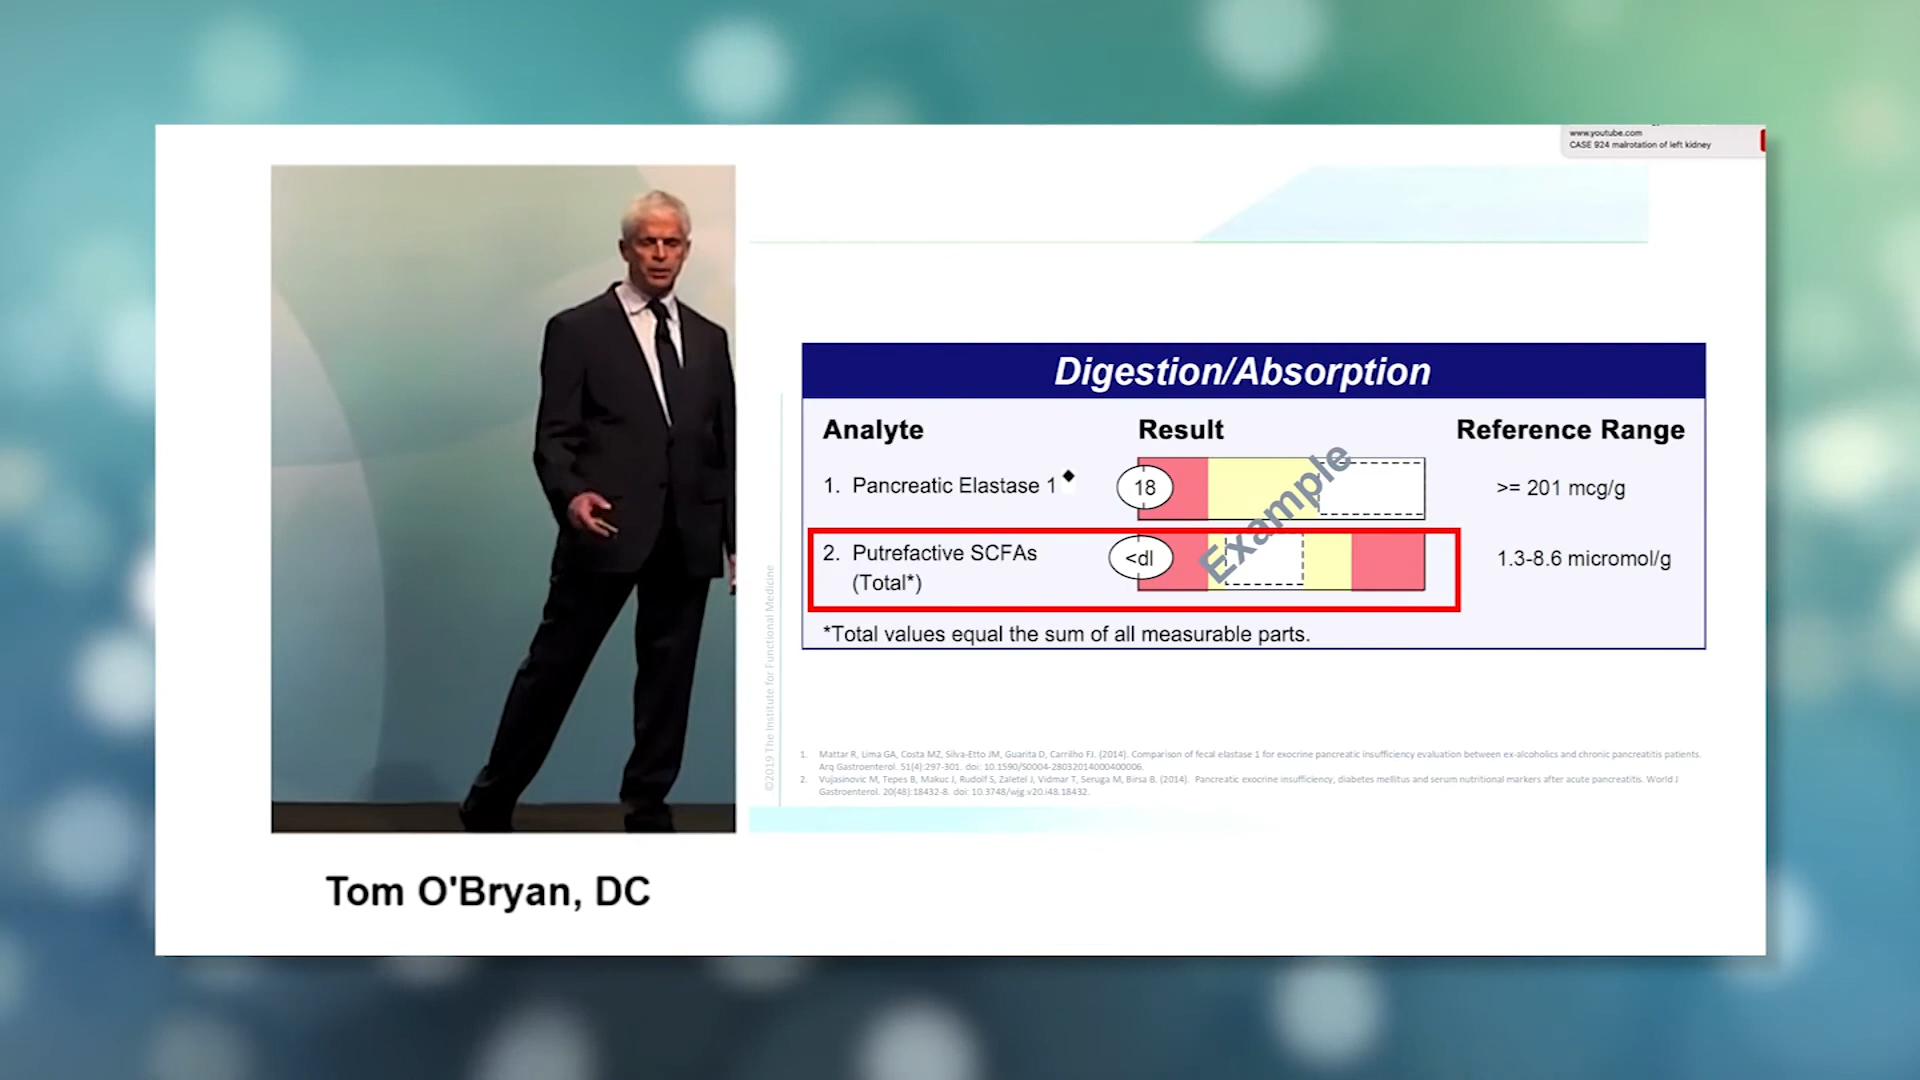 www.youtube.com
CASE 924 malrotation of left kidney
Digestion/Absorption
Analyte Result Reference Range
1. Pancreatic Elastase 1◆ 18 >= 201 mcg/g
Example
2. Putrefactive SCFAs <dl 1.3-8.6 micromol/g
(Total*)
*Total values equal the sum of all measurable parts.
©2019 The Institute for Functional Medicine
1. Mattar R, Lima GA, Costa MZ, Silva-Etto JM, Guarita D, Carrilho FJ. (2014). Comparison of fecal elastase 1 for exocrine pancreatic insufficiency evaluation between ex-alcoholics and chronic pancreatitis patients.
Arq Gastroenterol. 51(4):297-301. doi: 10.1590/S0004-28032014000400006.
2. Vujasinovic M, Tepes B, Makuc J, Rudolf S, Zaletel J, Vidmar T, Seruga M, Birsa B. (2014). Pancreatic exocrine insufficiency, diabetes mellitus and serum nutritional markers after acute pancreatitis. World J
Gastroenterol. 20(48):18432-8. doi: 10.3748/wjg.v20.i48.18432.
Tom O'Bryan, DC